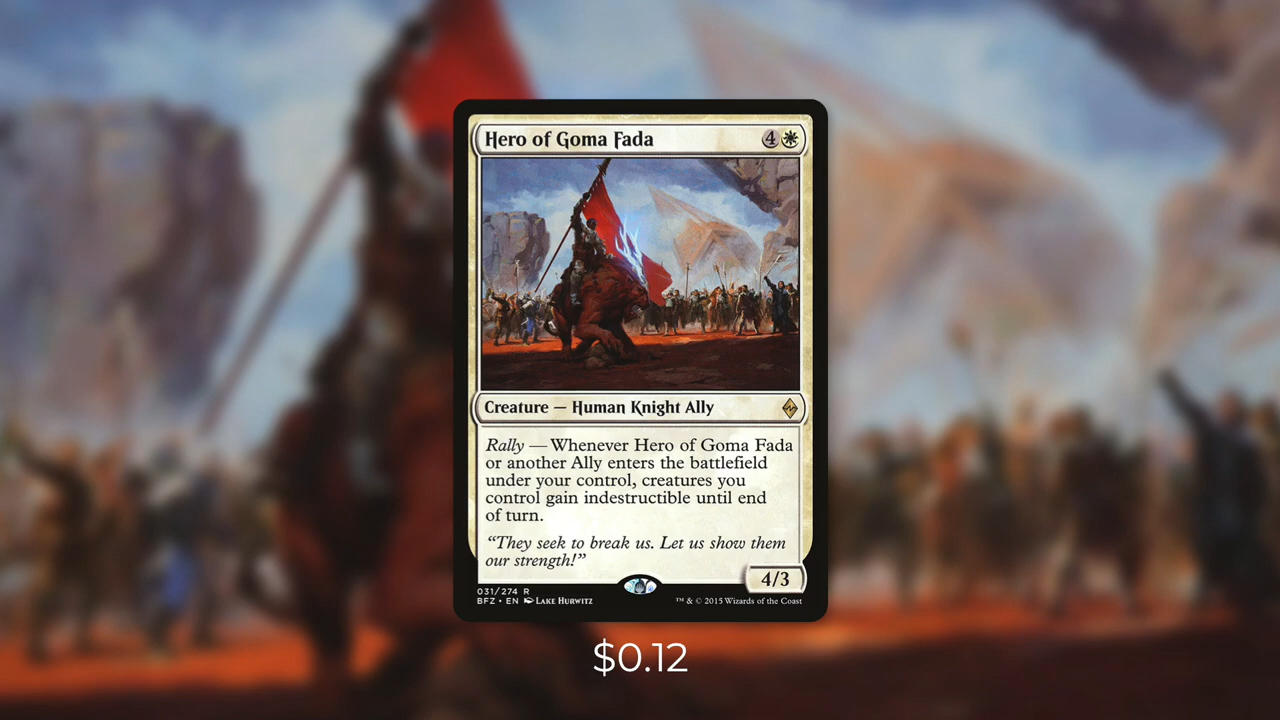 Hero of Goma Fada 4
Creature — Human Knight Ally
Rally — Whenever Hero of Goma Fada
or another Ally enters the battlefield
under your control, creatures you
control gain indestructible until end
of turn.
“They seek to break us. Let us show them
our strength!”
4/3
031/274 R
BFZ • EN Lake Hurwitz
™ & © 2015 Wizards of the Coast
$0.12